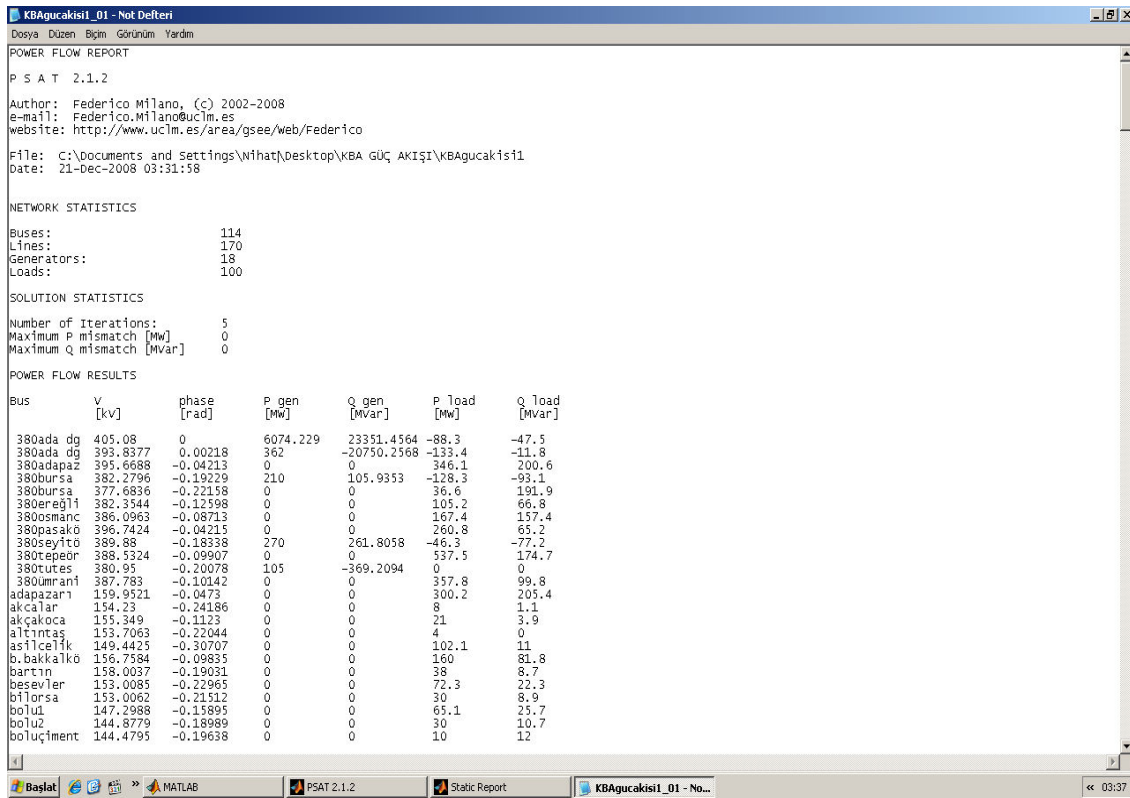 KBAgucakisi1_01 - Not Defteri
Dosya Düzen Biçim Görünüm Yardım
POWER FLOW REPORT
P S A T 2.1.2
Author: Federico Milano, (c) 2002-2008
e-mail: Federico.Milano@uclm.es
website: http://www.uclm.es/area/gsee/Web/Federico
File: C:\Documents and Settings\Nihat\Desktop\KBA GÜÇ AKIŞI\KBAgucakisi1
Date: 21-Dec-2008 03:31:58
NETWORK STATISTICS
Buses: 114
Lines: 170
Generators: 18
Loads: 100
SOLUTION STATISTICS
Number of Iterations: 5
Maximum P mismatch [MW] 0
Maximum Q mismatch [MVar] 0
POWER FLOW RESULTS
Bus V phase P gen Q gen P load Q load
[kV] [rad] [MW] [MVar] [MW] [MVar]
380ada dg 405.08 0 6074.229 23351.4564 -88.3 -47.5
380ada dg 393.8377 0.00218 362 -20750.2568 -133.4 -11.8
380adapaz 395.6688 -0.04213 0 0 346.1 200.6
380bursa 382.2796 -0.19229 210 105.9353 -128.3 -93.1
380bursa 377.6836 -0.22158 0 0 36.6 191.9
380ereğli 382.3544 -0.12598 0 0 105.2 66.8
380osmanc 386.0963 -0.08713 0 0 167.4 157.4
380pasakö 396.7424 -0.04215 0 0 260.8 65.2
380seyitö 389.88 -0.18338 270 261.8058 -46.3 -77.2
380tepeör 388.5324 -0.09907 0 0 537.5 174.7
380tutes 380.95 -0.20078 105 -369.2094 0 0
380ümrani 387.783 -0.10142 0 0 357.8 99.8
adapazarı 159.9521 -0.0473 0 0 300.2 205.4
akcalar 154.23 -0.24186 0 0 8 1.1
akçakoca 155.349 -0.1123 0 0 21 3.9
altıntaş 153.7063 -0.22044 0 0 4 0
asilcelik 149.4425 -0.30707 0 0 102.1 11
b.bakkalkö 156.7584 -0.09835 0 0 160 81.8
bartın 158.0037 -0.19031 0 0 38 8.7
besevler 153.0085 -0.22965 0 0 72.3 22.3
bilorsa 153.0062 -0.21512 0 0 30 8.9
bolu1 147.2988 -0.15895 0 0 65.1 25.7
bolu2 144.8779 -0.18989 0 0 30 10.7
boluçiment 144.4795 -0.19638 0 0 10 12
Başlat » MATLAB PSAT 2.1.2 Static Report KBAgucakisi1_01 - No... « 03:37